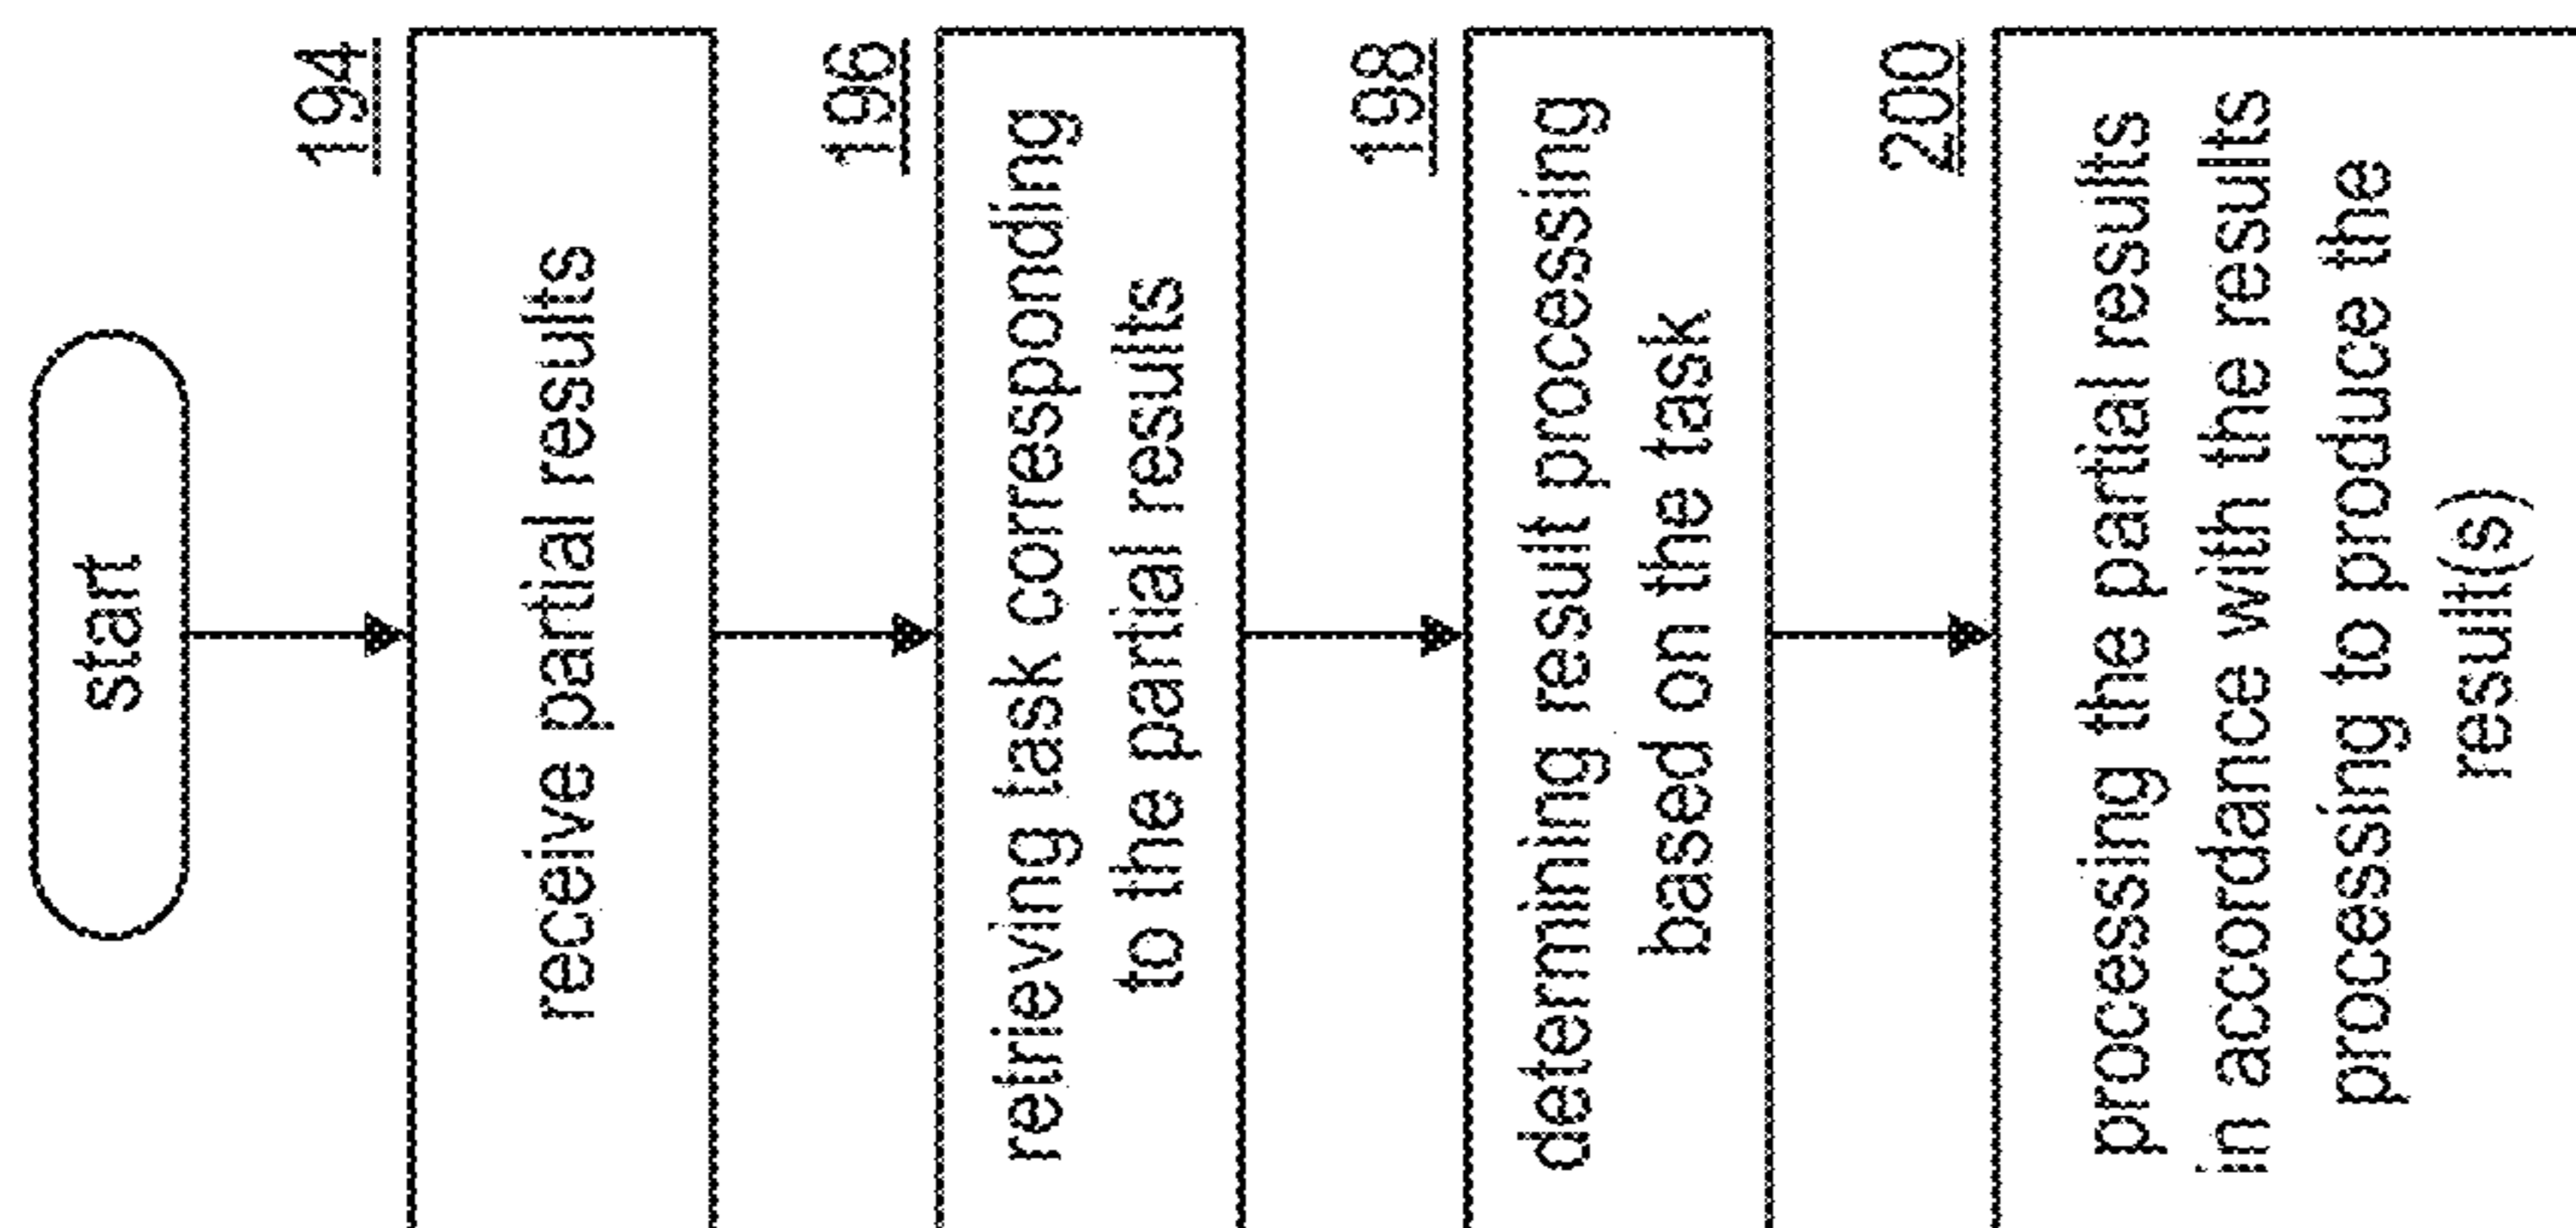 start
194
receive partial results
196
retrieving task corresponding
to the partial results
198
determining result processing
based on the task
200
processing the partial results
in accordance with the results
processing to produce the
result(s)